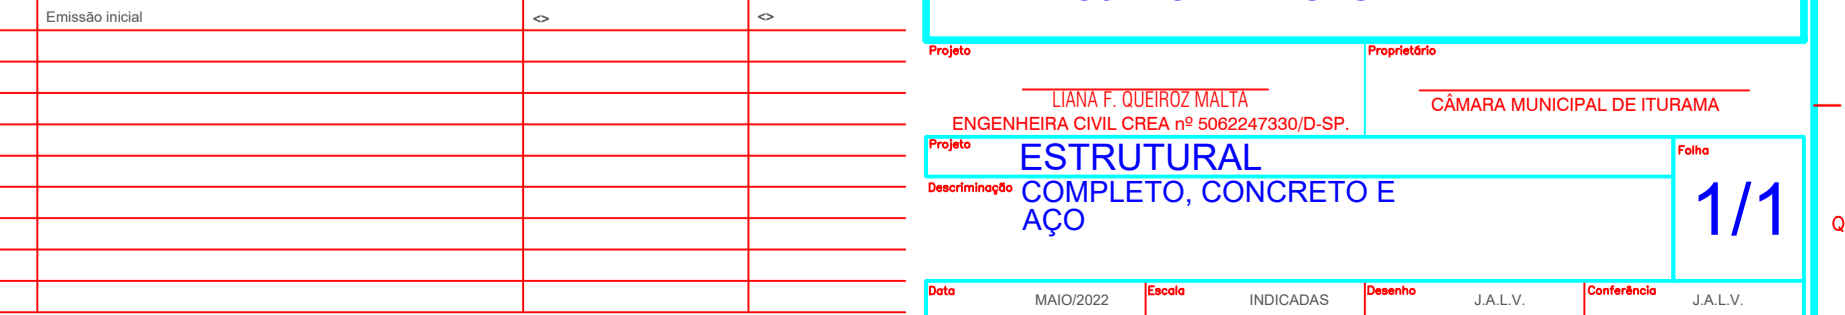 Emissão inicial <> <>
Projeto Proprietário
LIANA F. QUEIROZ MALTA CÂMARA MUNICIPAL DE ITURAMA
ENGENHEIRA CIVIL CREA nº 5062247330/D-SP.
Projeto ESTRUTURAL Folha
Descriminação COMPLETO, CONCRETO E
AÇO
1/1
Q
Data MAIO/2022 Escala INDICADAS Desenho J.A.L.V. Conferência J.A.L.V.